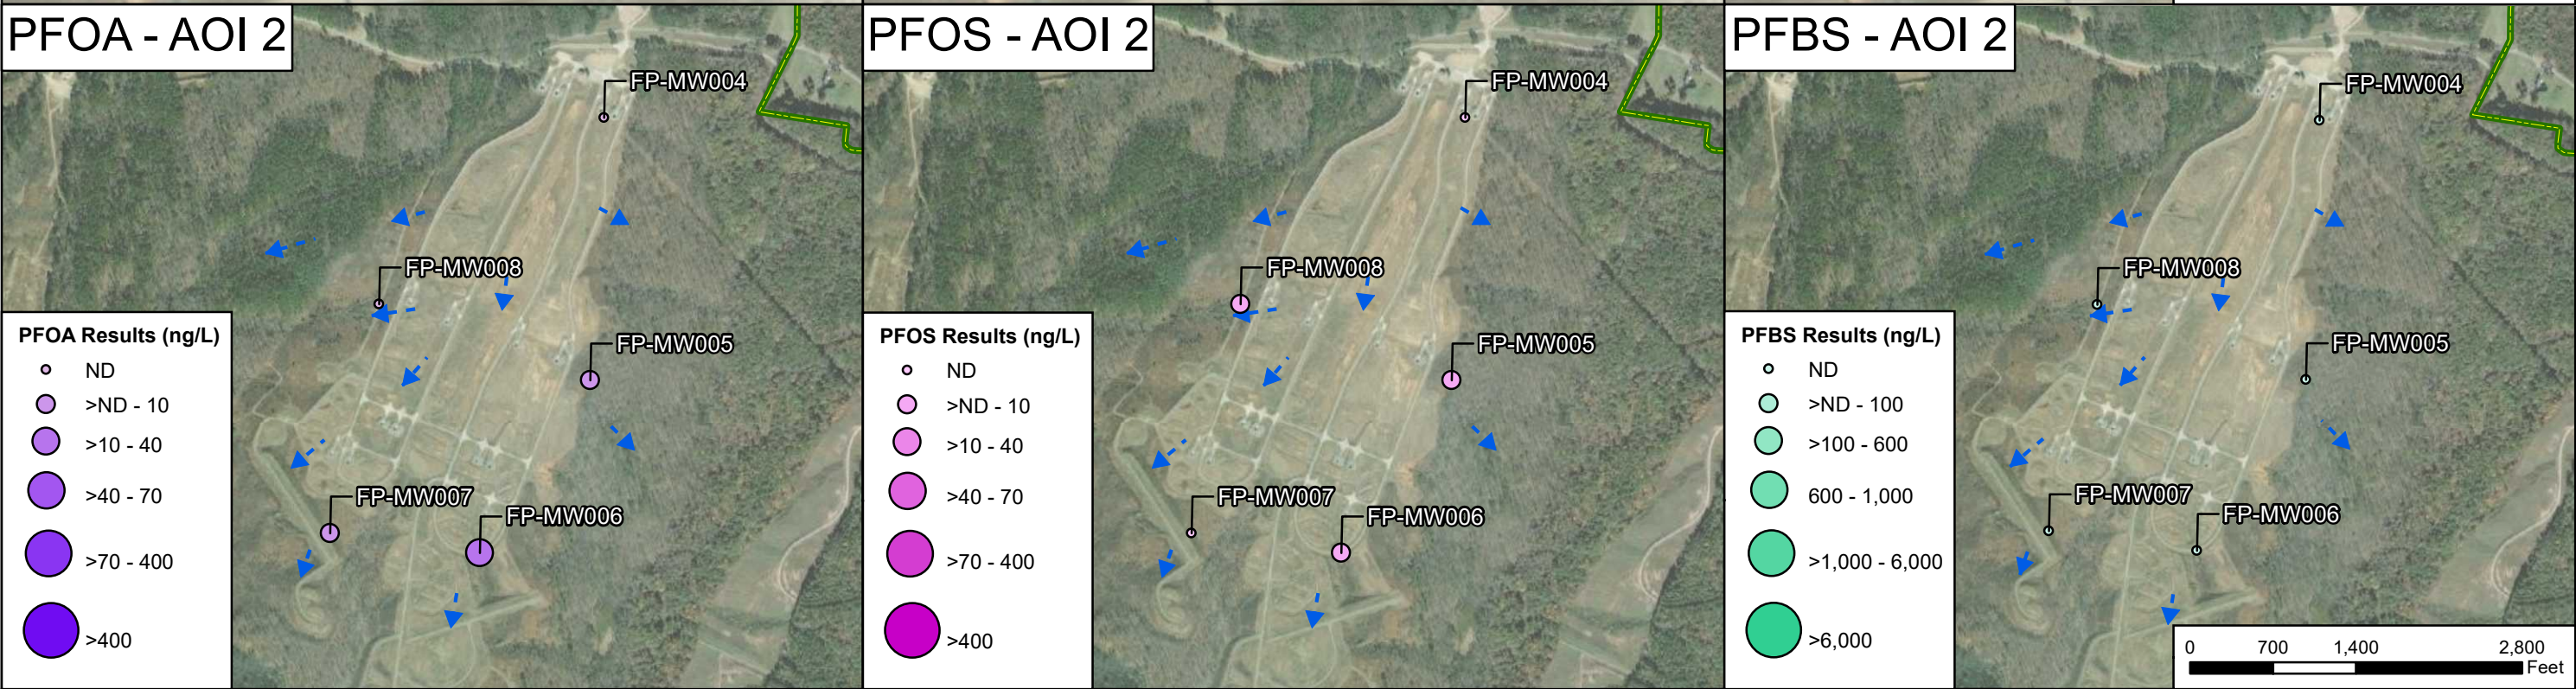 PFOA - AOI 2
FP-MW004
FP-MW008
FP-MW005
FP-MW007
FP-MW006
PFOA Results (ng/L)
ND
>ND - 10
>10 - 40
>40 - 70
>70 - 400
>400
PFOS - AOI 2
FP-MW004
FP-MW008
FP-MW005
FP-MW007
FP-MW006
PFOS Results (ng/L)
ND
>ND - 10
>10 - 40
>40 - 70
>70 - 400
>400
PFBS - AOI 2
FP-MW004
FP-MW008
FP-MW005
FP-MW007
FP-MW006
PFBS Results (ng/L)
ND
>ND - 100
>100 - 600
600 - 1,000
>1,000 - 6,000
>6,000
0 700 1,400 2,800
Feet